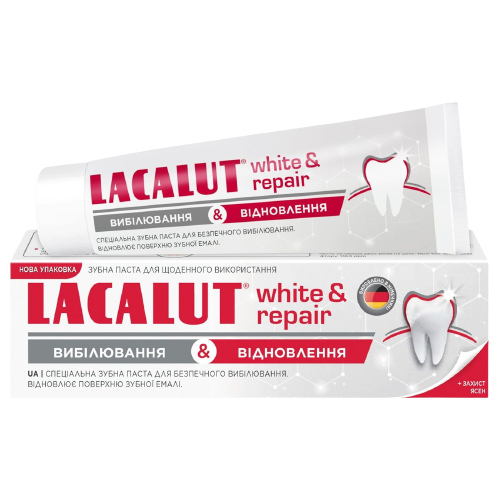 LACALUT® white &
repair
ВИБІЛЮВАННЯ & ВІДНОВЛЕННЯ
СПЕЦІАЛЬНА ЗУБНА ПАСТА ДЛЯ БЕЗПЕЧНОГО ВИБІЛЮВАННЯ.
ВІДНОВЛЮЄ ПОВЕРХНЮ ЗУБНОЇ ЕМАЛІ.
НОВА УПАКОВКА ЗУБНА ПАСТА ДЛЯ ЩОДЕННОГО ВИКОРИСТАННЯ
LACALUT® white &
repair
ВИБІЛЮВАННЯ & ВІДНОВЛЕННЯ
UA | СПЕЦІАЛЬНА ЗУБНА ПАСТА ДЛЯ БЕЗПЕЧНОГО ВИБІЛЮВАННЯ.
ВІДНОВЛЮЄ ПОВЕРХНЮ ЗУБНОЇ ЕМАЛІ.
+ ЗАХИСТ
ЯСЕН